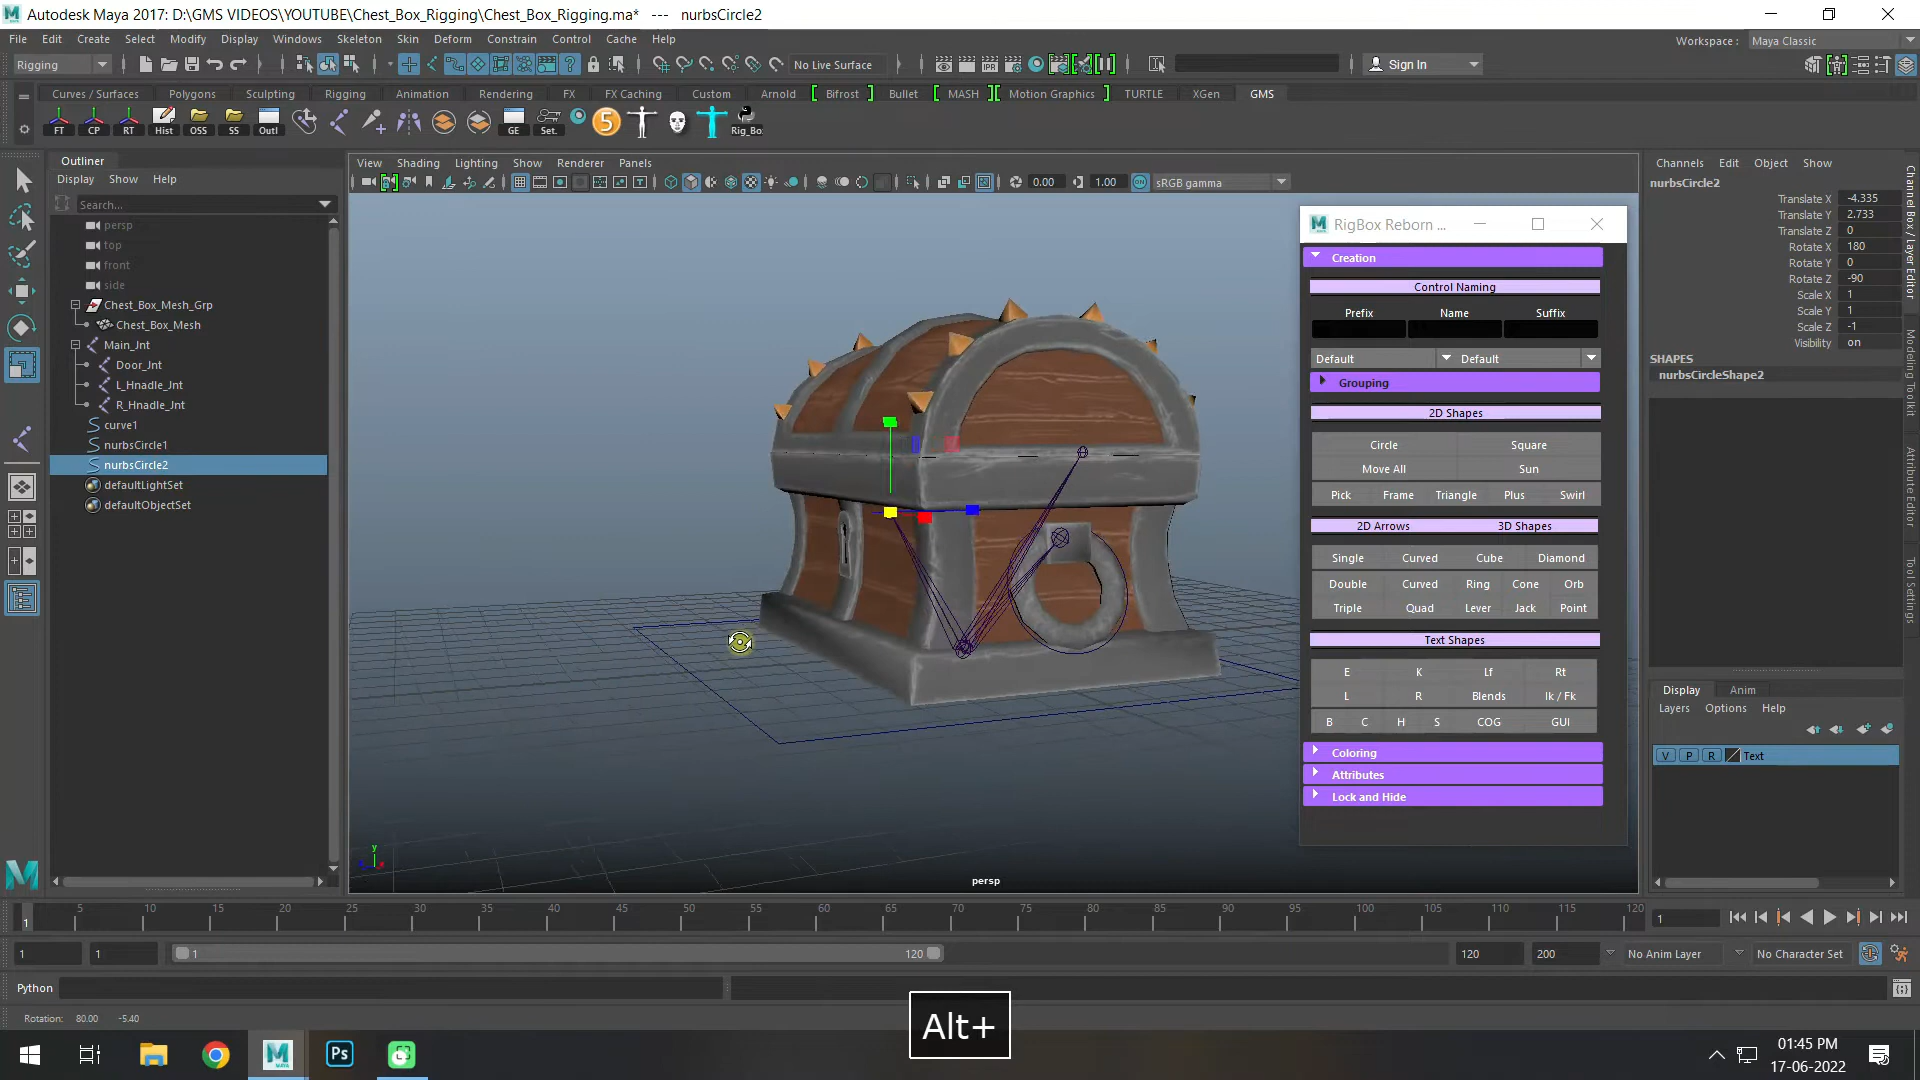 Autodesk Maya 2017: D:\GMS VIDEOS\YOUTUBE\Chest_Box_Rigging\Chest_Box_Rigging.ma*   ---   nurbsCircle2
File Edit Create Select Modify Display Windows Skeleton Skin Deform Constrain Control Cache Help
Workspace : Maya Classic
Rigging
No Live Surface
Sign In
Curves / Surfaces Polygons Sculpting Rigging Animation Rendering FX FX Caching Custom Arnold Bifrost Bullet MASH Motion Graphics TURTLE XGen GMS
FT CP RT Hist OSS SS Outl GE Set. 5 Rig_Bo
Outliner
Display Show Help
Search...
persp
top
front
side
Chest_Box_Mesh_Grp
Chest_Box_Mesh
Main_Jnt
Door_Jnt
L_Hnadle_Jnt
R_Hnadle_Jnt
curve1
nurbsCircle1
nurbsCircle2
defaultLightSet
defaultObjectSet
View Shading Lighting Show Renderer Panels
0.00 1.00 ON sRGB gamma
persp
y
RigBox Reborn ...
Creation
Control Naming
Prefix Name Suffix
Default Default
Grouping
2D Shapes
Circle Square
Move All Sun
Pick Frame Triangle Plus Swirl
2D Arrows 3D Shapes
Single Curved Cube Diamond
Double Curved Ring Cone Orb
Triple Quad Lever Jack Point
Text Shapes
E K Lf Rt
L R Blends Ik / Fk
B C H S COG GUI
Coloring
Attributes
Lock and Hide
Channels Edit Object Show
nurbsCircle2
Translate X -4.335
Translate Y 2.733
Translate Z 0
Rotate X 180
Rotate Y 0
Rotate Z -90
Scale X 1
Scale Y 1
Scale Z -1
Visibility on
SHAPES
nurbsCircleShape2
Channel Box / Layer Editor
Modeling Toolkit
Tool Settings
Display Anim
Layers Options Help
V P R Text
5 10 15 20 25 30 35 40 45 50 55 60 65 70 75 80 85 90 95 100 105 110 115 120
1 1
1 1 1 120 120 200 No Anim Layer No Character Set
Python
Rotation: 80.00 -5.40
Alt+
Ps
01:45 PM
17-06-2022